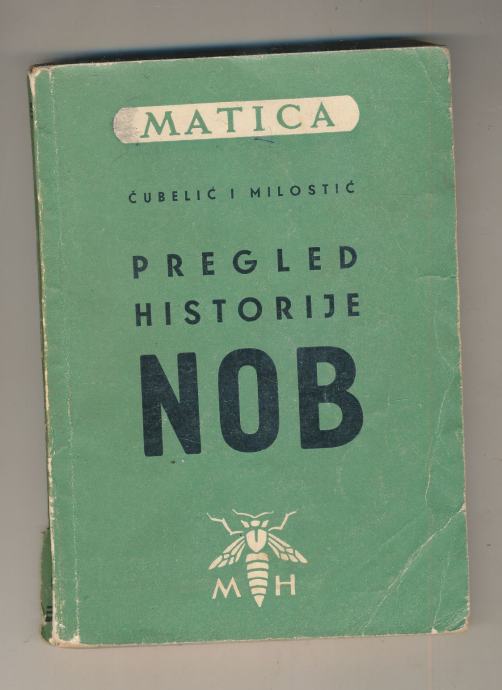 MATICA
ČUBELIĆ I MILOSTIĆ
PREGLED
HISTORIJE
NOB
M H